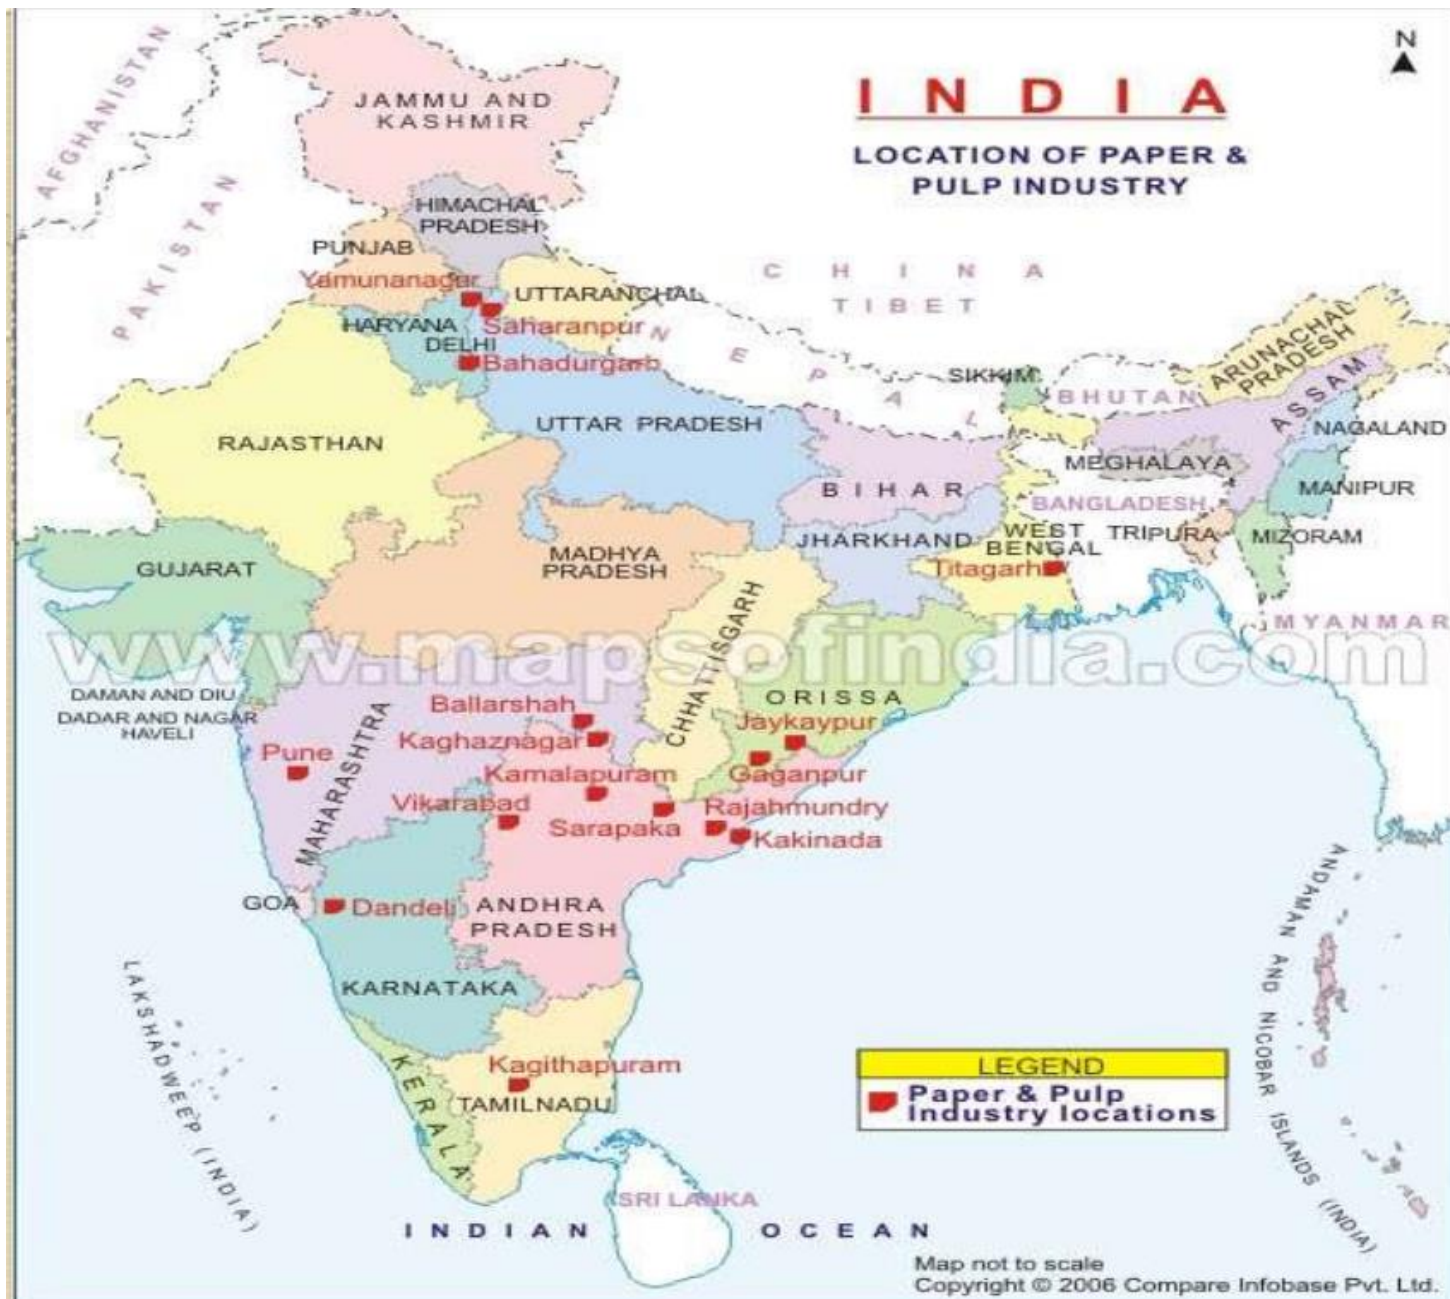 N
INDIA
LOCATION OF PAPER &
PULP INDUSTRY
AFGHANISTAN
PAKISTAN
JAMMU AND
KASHMIR
HIMACHAL
PRADESH
PUNJAB
Yamunanagar
UTTARANCHAL
CHINA
TIBET
HARYANA
Saharanpur
DELHI
Bahadurgarh
NEPAL
SIKKIM
BHUTAN
ARUNACHAL
PRADESH
ASSAM
NAGALAND
RAJASTHAN
UTTAR PRADESH
BIHAR
MEGHALAYA
MANIPUR
BANGLADESH
JHARKHAND
WEST
BENGAL
TRIPURA
MIZORAM
GUJARAT
MADHYA
PRADESH
Titagarh
MYANMAR
www.mapsofindia.com
CHHATTISGARH
ORISSA
DAMAN AND DIU
DADAR AND NAGAR
HAVELI
Ballarshah
Jaykaypur
Kaghaznagar
Pune
MAHARASHTRA
Kamalapuram
Gaganpur
Vikarabad
Rajahmundry
Sarapaka
Kakinada
GOA
Dandeli
ANDHRA
PRADESH
KARNATAKA
LAKSHADWEEP (INDIA)
ANDAMAN AND NICOBAR ISLANDS (INDIA)
KERALA
Kagithapuram
TAMILNADU
LEGEND
Paper & Pulp
Industry locations
SRI LANKA
INDIAN OCEAN
Map not to scale
Copyright © 2006 Compare Infobase Pvt. Ltd.